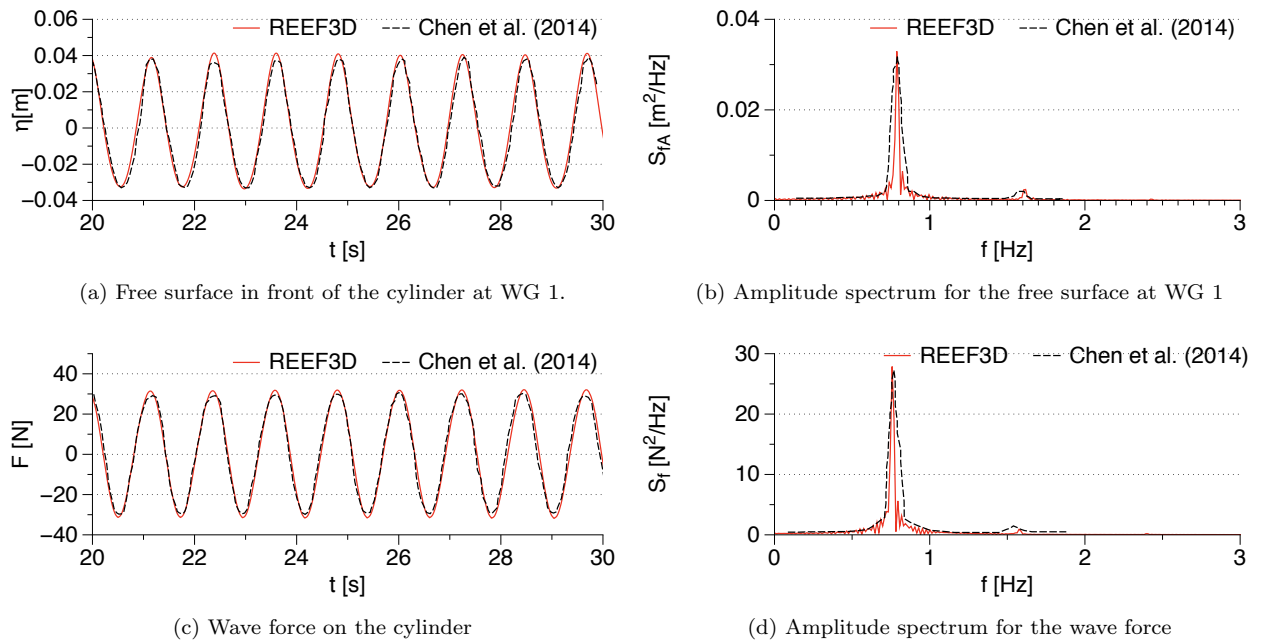 REEF3D Chen et al. (2014)
0.06
0.04
0.02
0
−0.02
−0.04
η[m]
20 22 24 26 28 30
t [s]
(a) Free surface in front of the cylinder at WG 1.
REEF3D Chen et al. (2014)
0.04
0.02
0
S_fA [m²/Hz]
0 1 2 3
f [Hz]
(b) Amplitude spectrum for the free surface at WG 1
REEF3D Chen et al. (2014)
40
20
0
−20
−40
F [N]
20 22 24 26 28 30
t [s]
(c) Wave force on the cylinder
REEF3D Chen et al. (2014)
30
20
10
0
S_f [N²/Hz]
0 1 2 3
f [Hz]
(d) Amplitude spectrum for the wave force